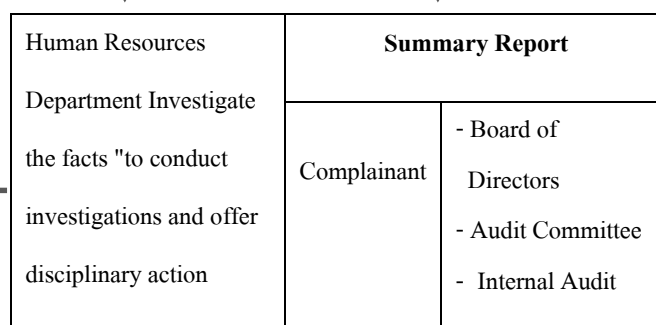 Human Resources
Department Investigate
the facts "to conduct
investigations and offer
disciplinary action
Summary Report
Complainant
- Board of
Directors
- Audit Committee
- Internal Audit